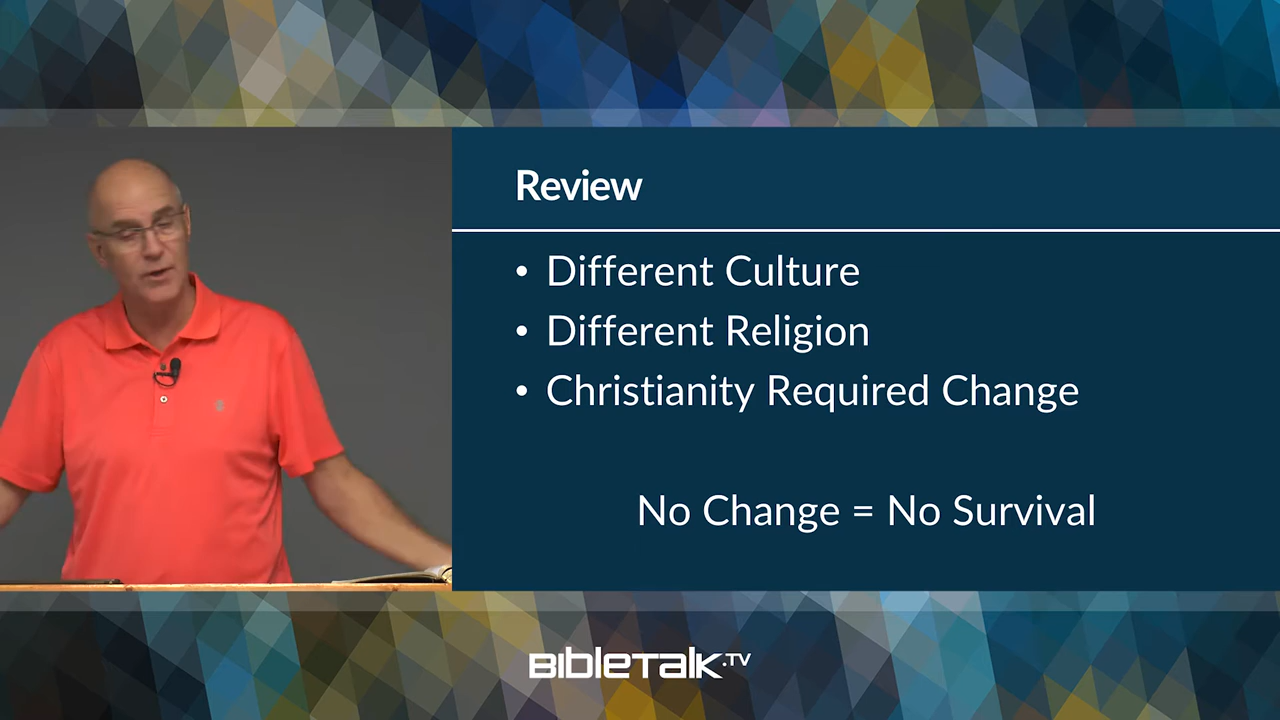 Review
• Different Culture
• Different Religion
• Christianity Required Change
No Change = No Survival
BIBLETALK.TV